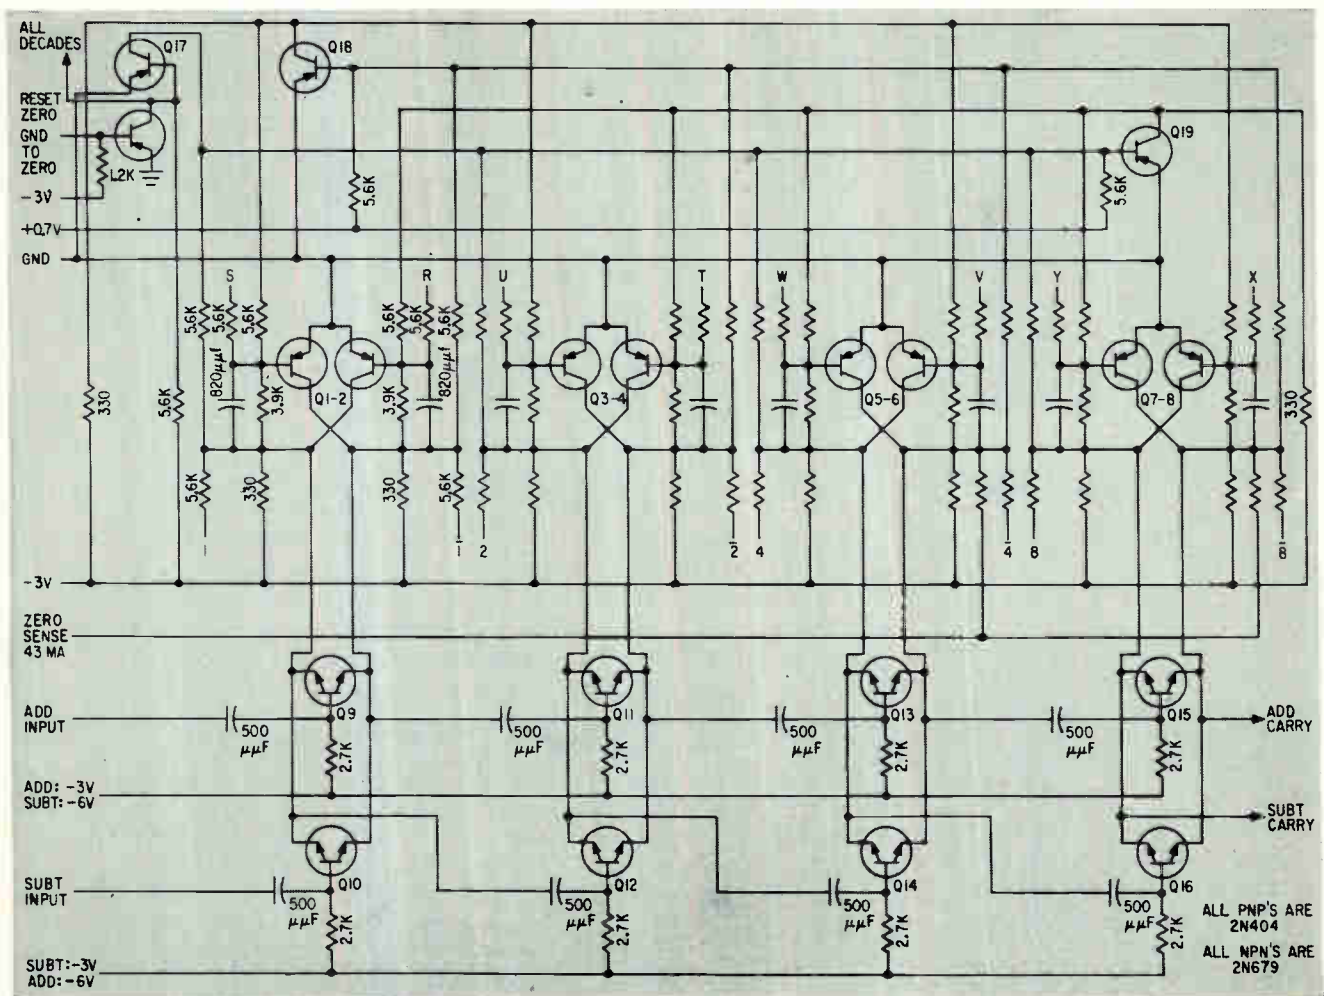 ALL
DECADES
Q17
Q18
RESET
ZERO
GND
TO
ZERO
1.2K
-3V
+0.7V
GND
Q19
5.6K
5.6K
S
R
U
T
W
V
Y
X
5.6K
5.6K
5.6K
5.6K
5.6K
5.6K
820μμf
3.9K
3.9K
820μμf
Q1-2
Q3-4
Q5-6
Q7-8
330
5.6K
330
5.6K
330
330
5.6K
1
1̄
2
2̄
4
4̄
8
8̄
-3V
ZERO
SENSE
43 MA
ADD
INPUT
500
μμF
Q9
2.7K
500
μμF
Q11
2.7K
500
μμF
Q13
2.7K
500
μμF
Q15
2.7K
ADD
CARRY
ADD: -3V
SUBT: -6V
SUBT
CARRY
SUBT
INPUT
500
μμF
Q10
2.7K
500
μμF
Q12
2.7K
500
μμF
Q14
2.7K
500
μμF
Q16
2.7K
ALL PNP'S ARE
2N404
ALL NPN'S ARE
2N679
SUBT:-3V
ADD:-6V